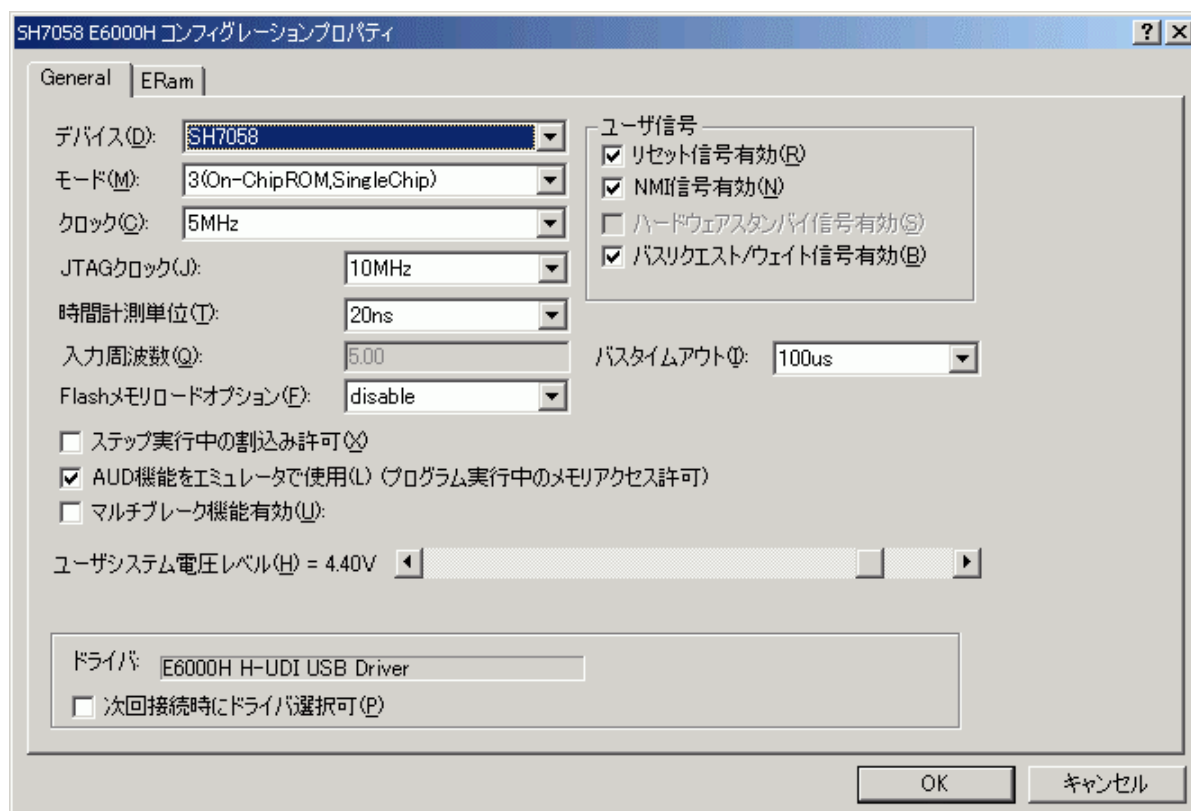 SH7058 E6000H コンフィグレーションプロパティ
General
ERam
デバイス(D):
SH7058
モード(M):
3(On-ChipROM,SingleChip)
クロック(C):
5MHz
JTAGクロック(J):
10MHz
時間計測単位(T):
20ns
入力周波数(Q):
5.00
Flashメモリロードオプション(F):
disable
ユーザ信号
リセット信号有効(R)
NMI信号有効(N)
ハードウェアスタンバイ信号有効(S)
バスリクエスト/ウェイト信号有効(B)
バスタイムアウト(I):
100us
ステップ実行中の割込み許可(X)
AUD機能をエミュレータで使用(L) (プログラム実行中のメモリアクセス許可)
マルチブレーク機能有効(U):
ユーザシステム電圧レベル(H) = 4.40V
ドライバ:
E6000H H-UDI USB Driver
次回接続時にドライバ選択可(P)
OK
キャンセル